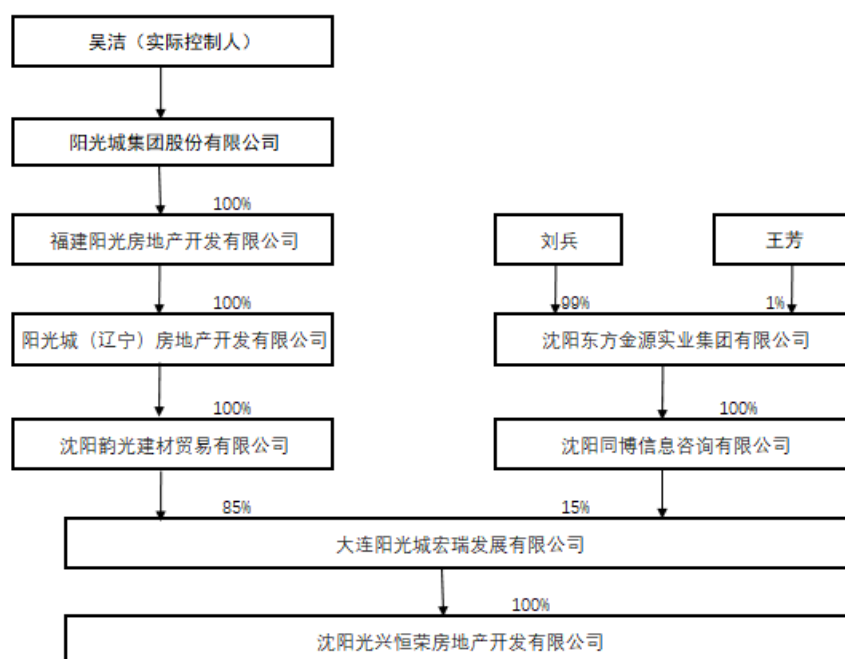 吴洁（实际控制人）
阳光城集团股份有限公司
100%
福建阳光房地产开发有限公司
刘兵
王芳
100%
99%
1%
阳光城（辽宁）房地产开发有限公司
沈阳东方金源实业集团有限公司
100%
100%
沈阳韵光建材贸易有限公司
沈阳同博信息咨询有限公司
85%
15%
大连阳光城宏瑞发展有限公司
100%
沈阳光兴恒荣房地产开发有限公司